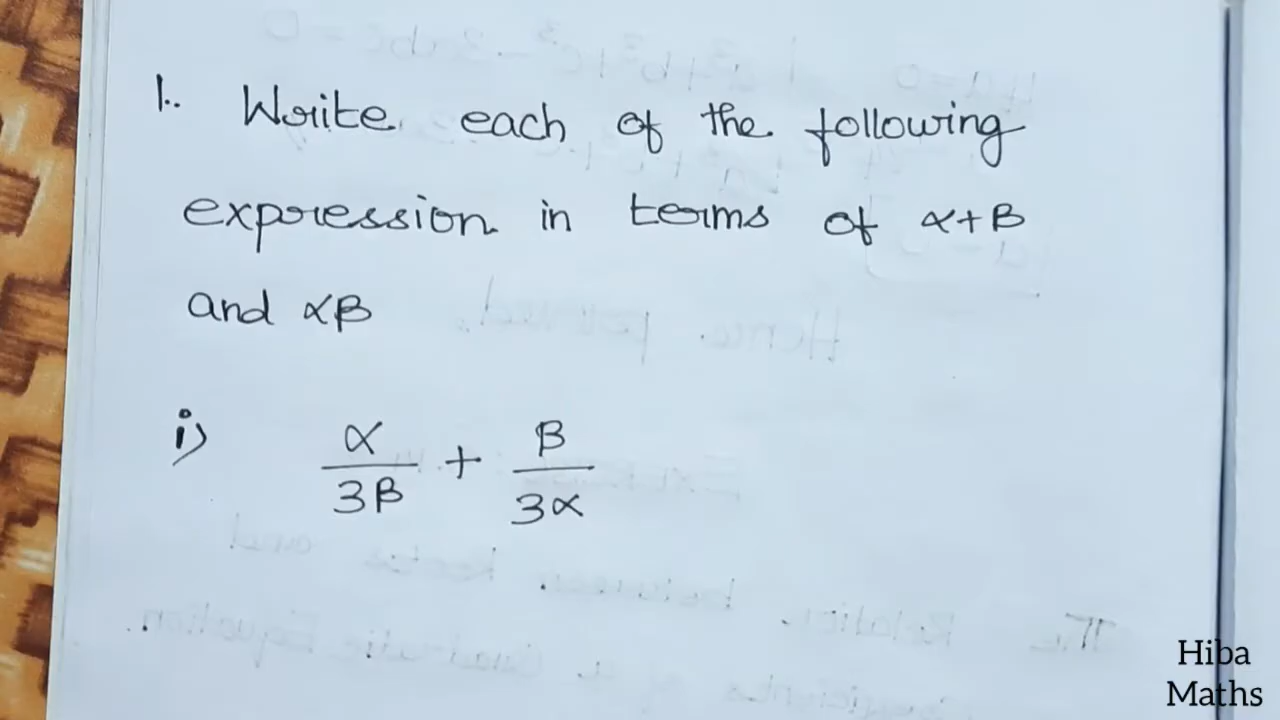 1. Write each of the following
expression in terms of α+β
and αβ
i) α/3β + β/3α
Hiba
Maths